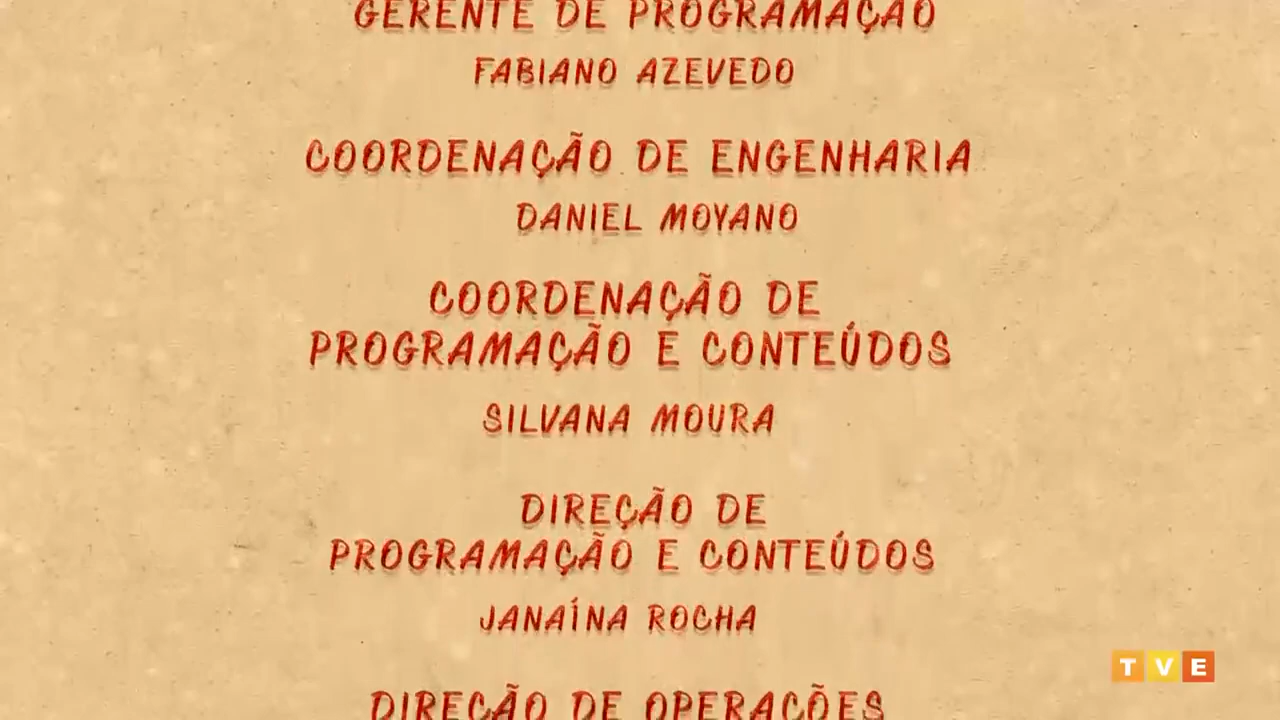 GERENTE DE PROGRAMAÇÃO
FABIANO AZEVEDO
COORDENAÇÃO DE ENGENHARIA
DANIEL MOYANO
COORDENAÇÃO DE
PROGRAMAÇÃO E CONTEÚDOS
SILVANA MOURA
DIREÇÃO DE
PROGRAMAÇÃO E CONTEÚDOS
JANAÍNA ROCHA
TVE
DIREÇÃO DE OPERAÇÕES